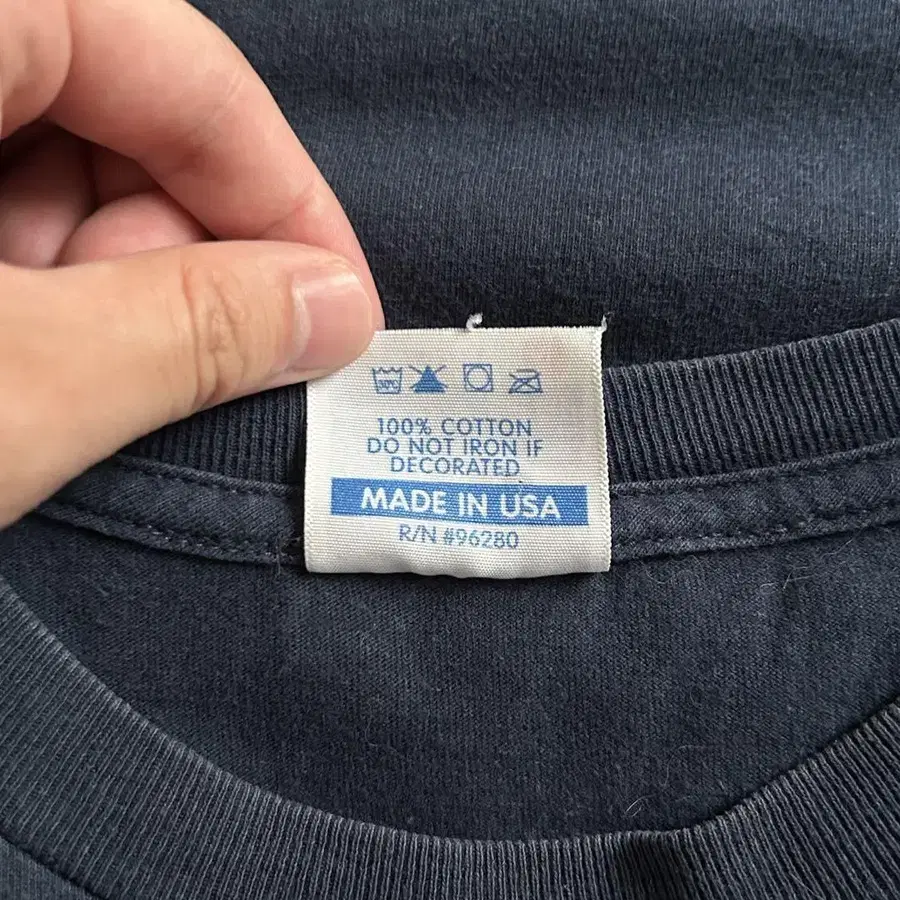 100% COTTON
DO NOT IRON IF
DECORATED
MADE IN USA
R/N #96280